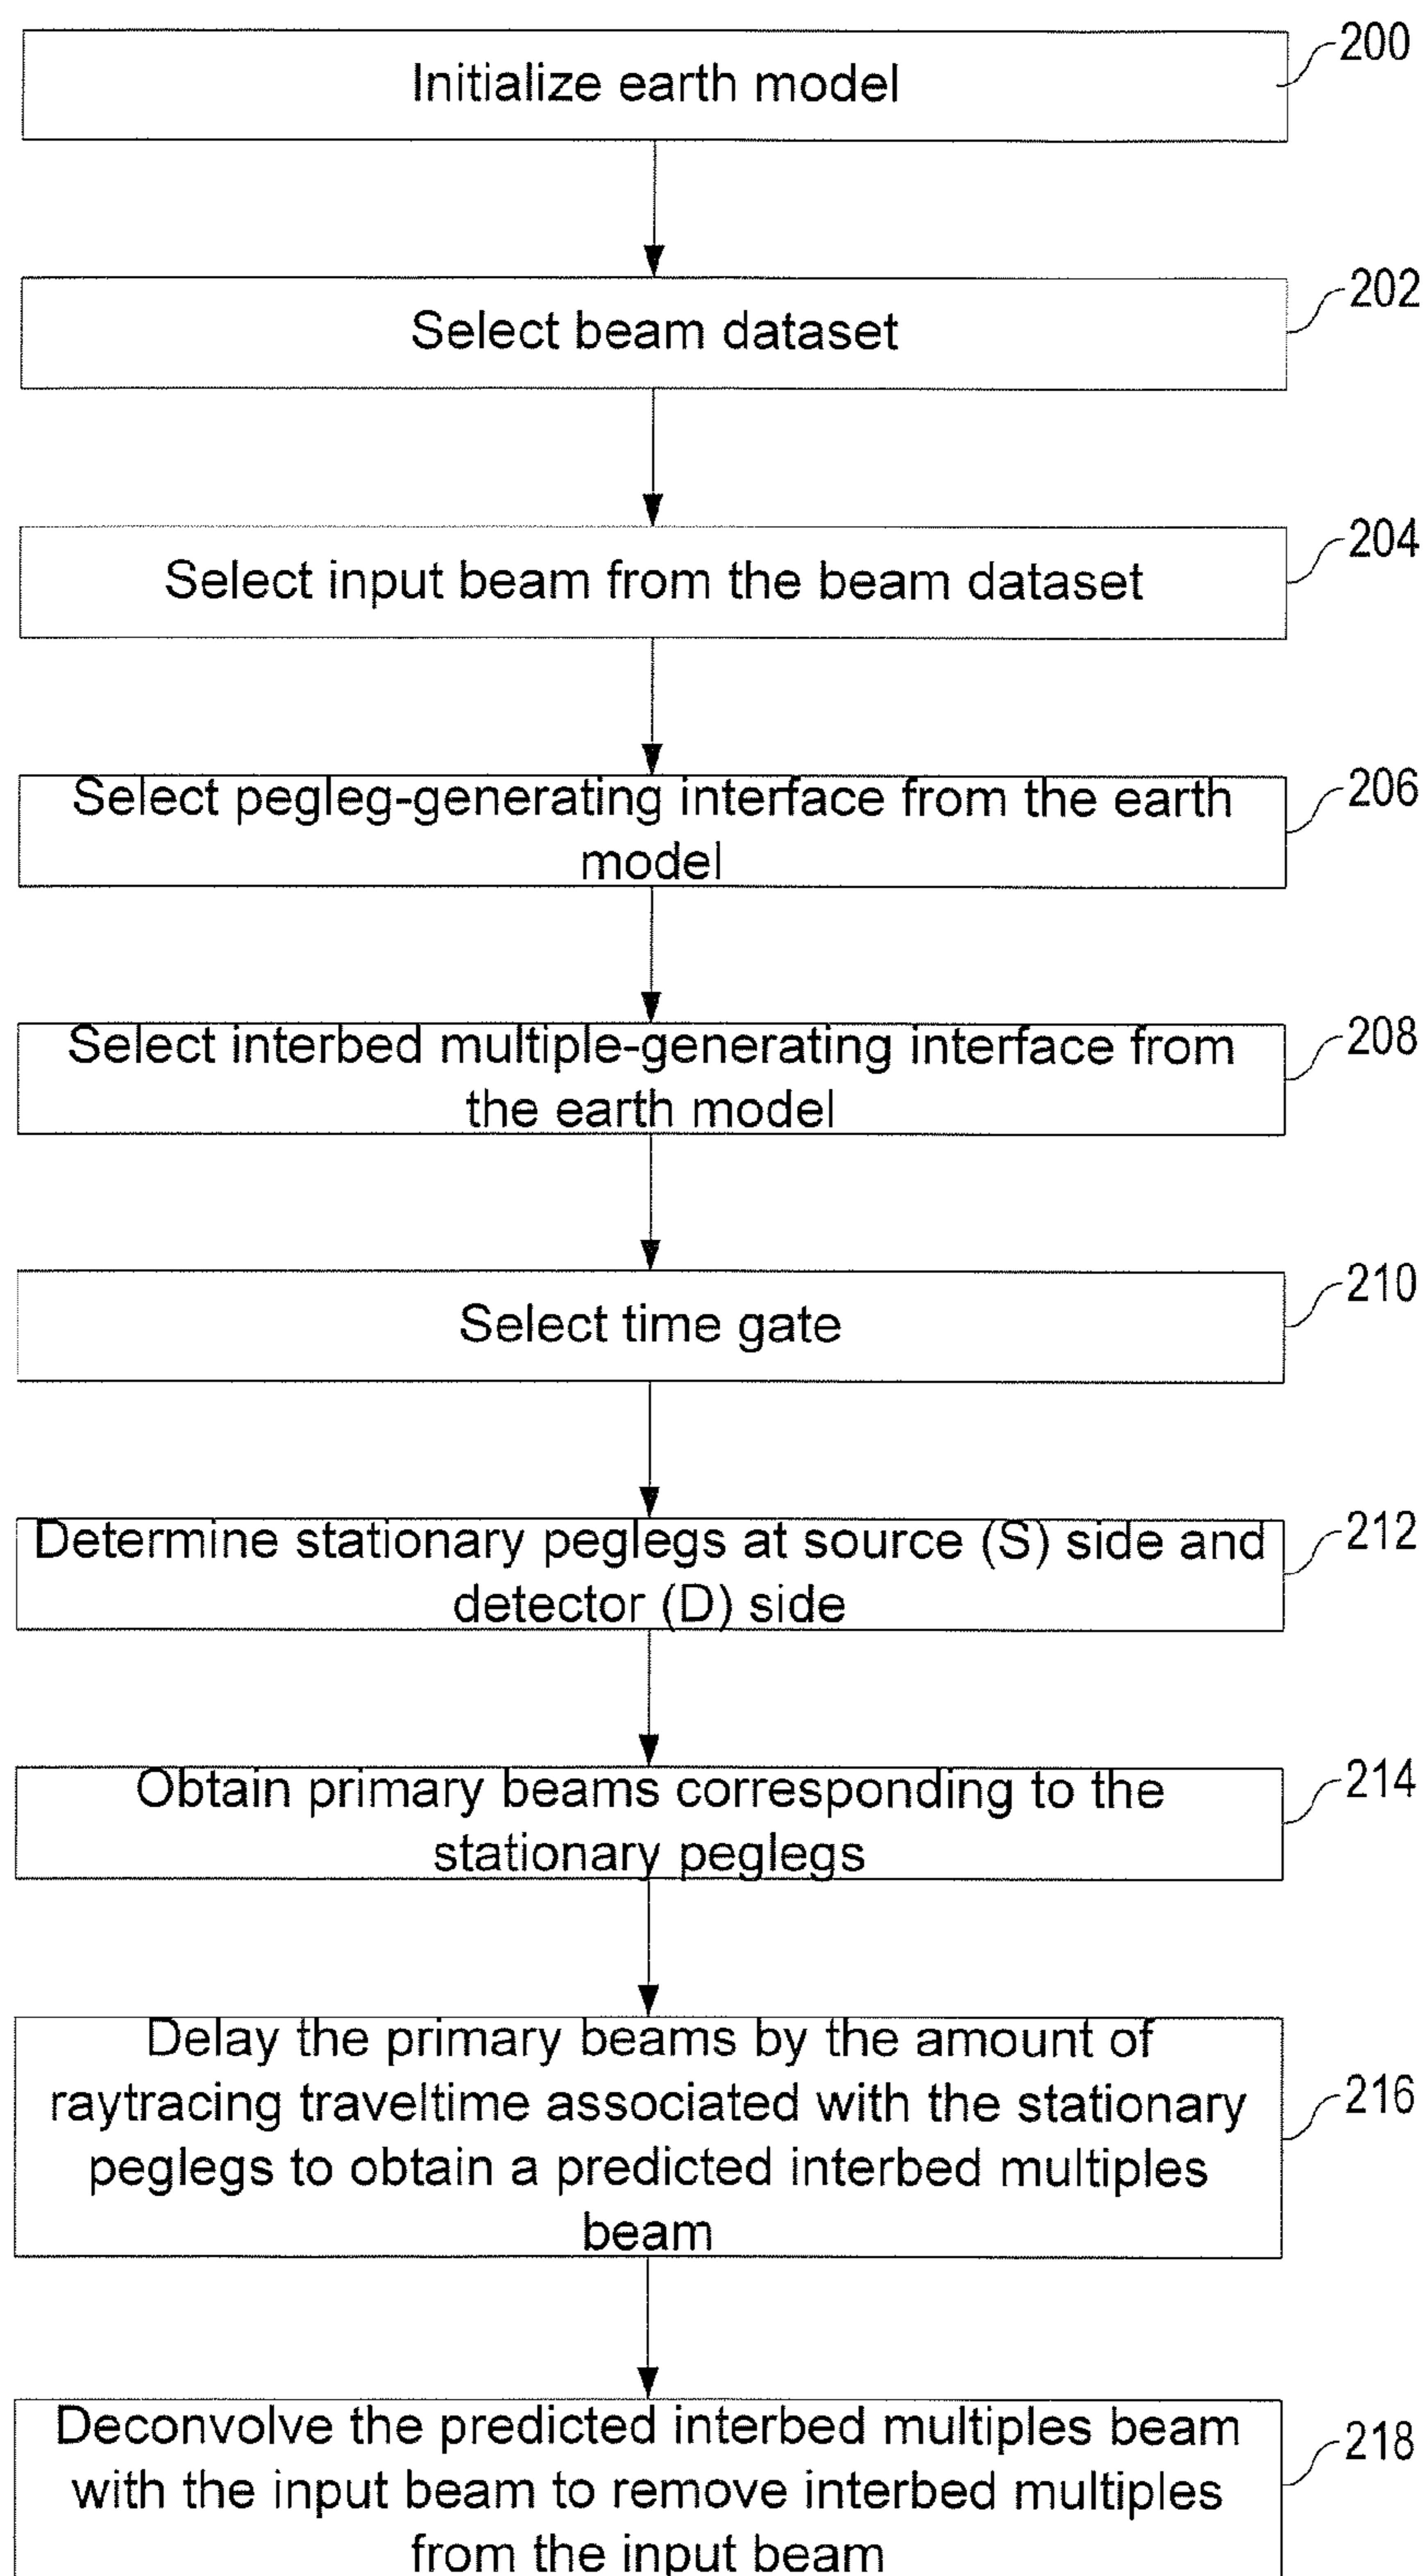 200
Initialize earth model
202
Select beam dataset
204
Select input beam from the beam dataset
206
Select pegleg-generating interface from the earth
model
208
Select interbed multiple-generating interface from
the earth model
210
Select time gate
212
Determine stationary peglegs at source (S) side and
detector (D) side
214
Obtain primary beams corresponding to the
stationary peglegs
216
Delay the primary beams by the amount of
raytracing traveltime associated with the stationary
peglegs to obtain a predicted interbed multiples
beam
218
Deconvolve the predicted interbed multiples beam
with the input beam to remove interbed multiples
from the input beam